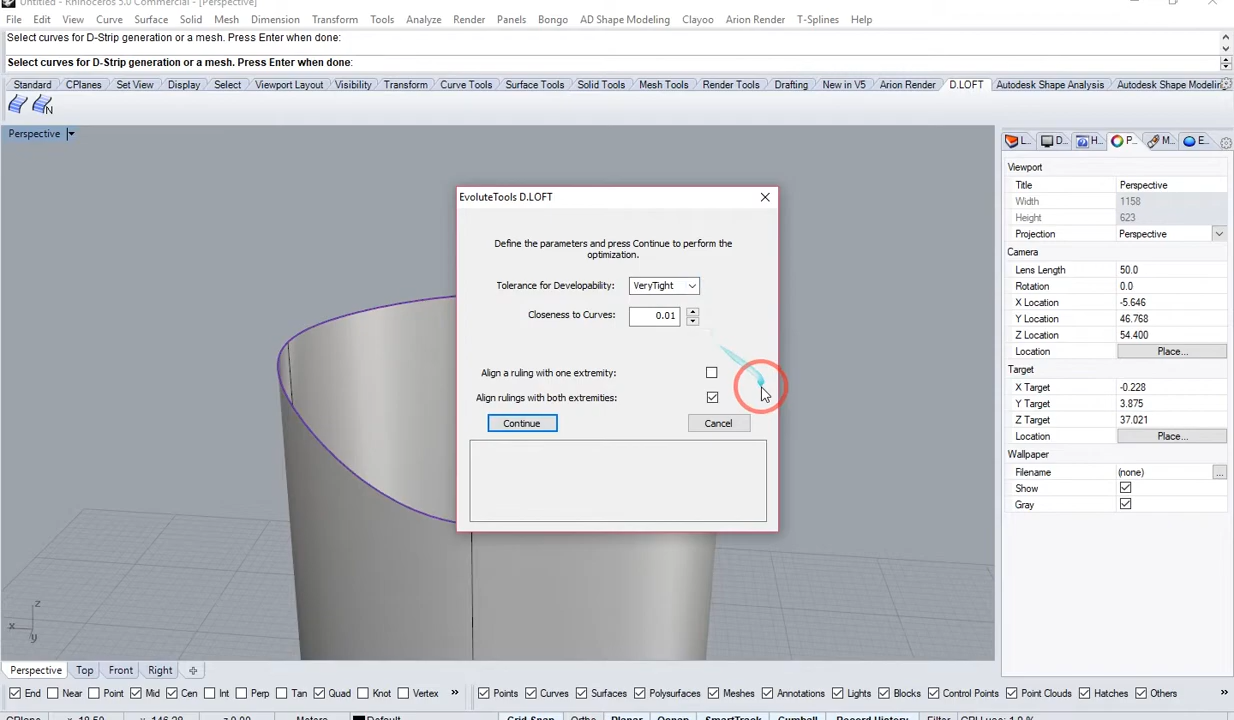 Untitled - Rhinoceros 5.0 Commercial - [Perspective]
File Edit View Curve Surface Solid Mesh Dimension Transform Tools Analyze Render Panels Bongo AD Shape Modeling Clayoo Arion Render T-Splines Help
Select curves for D-Strip generation or a mesh. Press Enter when done:
Select curves for D-Strip generation or a mesh. Press Enter when done:
Standard CPlanes Set View Display Select Viewport Layout Visibility Transform Curve Tools Surface Tools Solid Tools Mesh Tools Render Tools Drafting New in V5 Arion Render D.LOFT Autodesk Shape Analysis Autodesk Shape Modelin
N
Perspective
L... D... H... P... M... E...
EvoluteTools D.LOFT
Define the parameters and press Continue to perform the
optimization.
Tolerance for Developability: VeryTight
Closeness to Curves: 0.01
Align a ruling with one extremity:
Align rulings with both extremities:
Continue Cancel
Viewport
Title Perspective
Width 1158
Height 623
Projection Perspective
Camera
Lens Length 50.0
Rotation 0.0
X Location -5.646
Y Location 46.768
Z Location 54.400
Location Place...
Target
X Target -0.228
Y Target 3.875
Z Target 37.021
Location Place...
Wallpaper
Filename (none) ...
Show
Gray
z
x
y
Perspective Top Front Right
End Near Point Mid Cen Int Perp Tan Quad Knot Vertex » Points Curves Surfaces Polysurfaces Meshes Annotations Lights Blocks Control Points Point Clouds Hatches Others »
CPlane x -18.50 y -146.28 z 0.00 Meters Default Grid Snap Ortho Planar Osnap SmartTrack Gumball Record History Filter